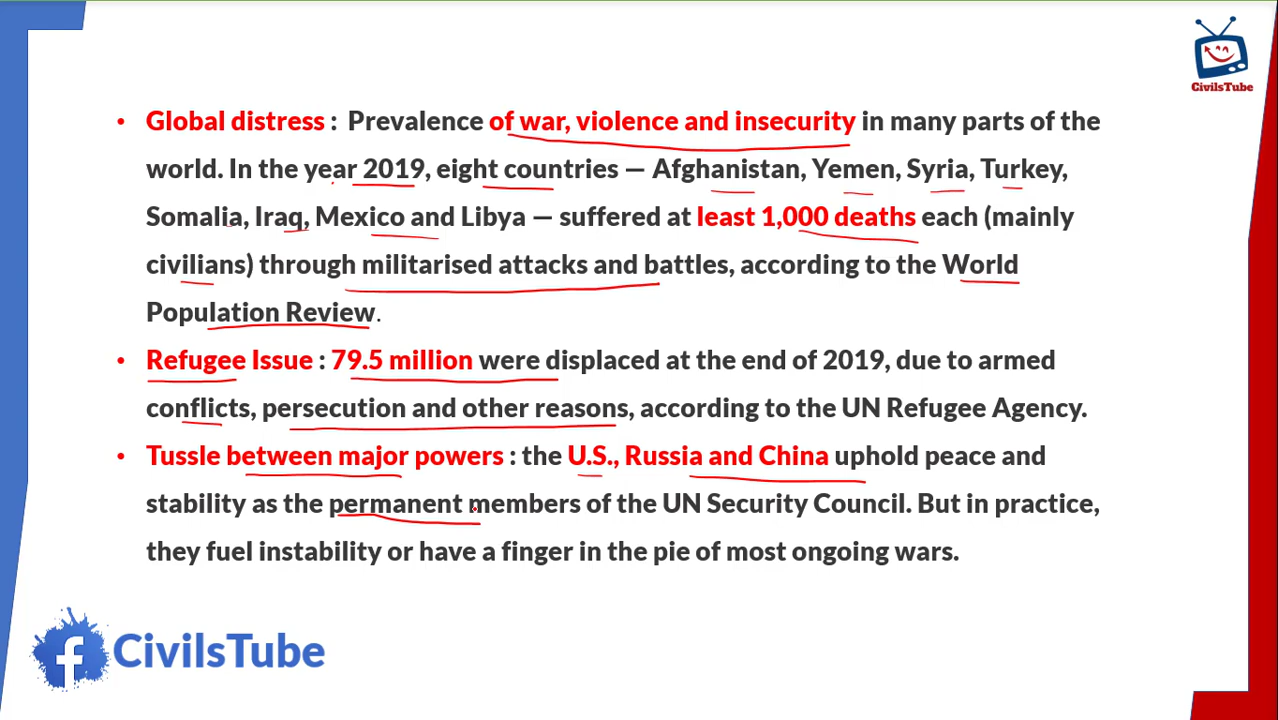 CivilsTube
• Global distress : Prevalence of war, violence and insecurity in many parts of the
world. In the year 2019, eight countries — Afghanistan, Yemen, Syria, Turkey,
Somalia, Iraq, Mexico and Libya — suffered at least 1,000 deaths each (mainly
civilians) through militarised attacks and battles, according to the World
Population Review.
• Refugee Issue : 79.5 million were displaced at the end of 2019, due to armed
conflicts, persecution and other reasons, according to the UN Refugee Agency.
• Tussle between major powers : the U.S., Russia and China uphold peace and
stability as the permanent members of the UN Security Council. But in practice,
they fuel instability or have a finger in the pie of most ongoing wars.
f CivilsTube